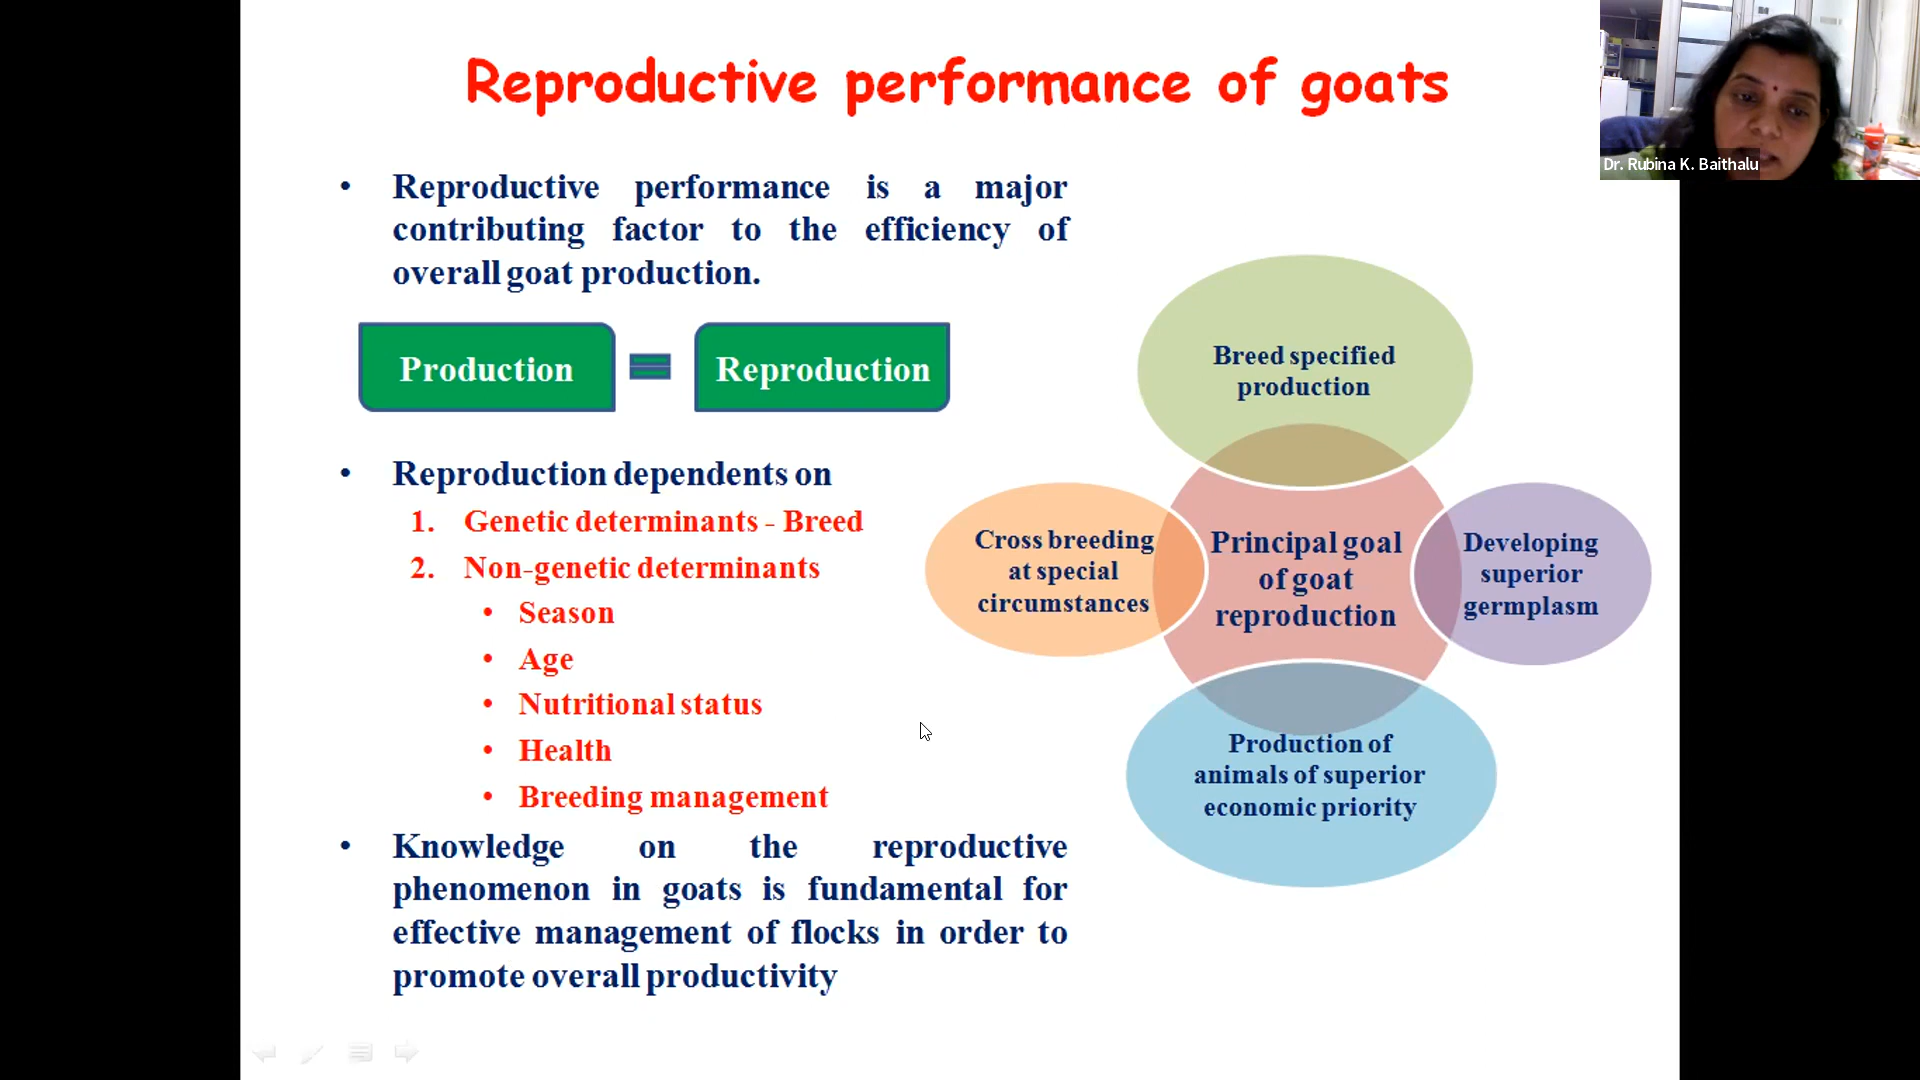 Reproductive performance of goats
Dr. Rubina K. Baithalu
• Reproductive performance is a major
contributing factor to the efficiency of
overall goat production.
Production = Reproduction
• Reproduction dependents on
1. Genetic determinants - Breed
2. Non-genetic determinants
• Season
• Age
• Nutritional status
• Health
• Breeding management
• Knowledge on the reproductive
phenomenon in goats is fundamental for
effective management of flocks in order to
promote overall productivity
Breed specified
production
Cross breeding
at special
circumstances
Principal goal
of goat
reproduction
Developing
superior
germplasm
Production of
animals of superior
economic priority